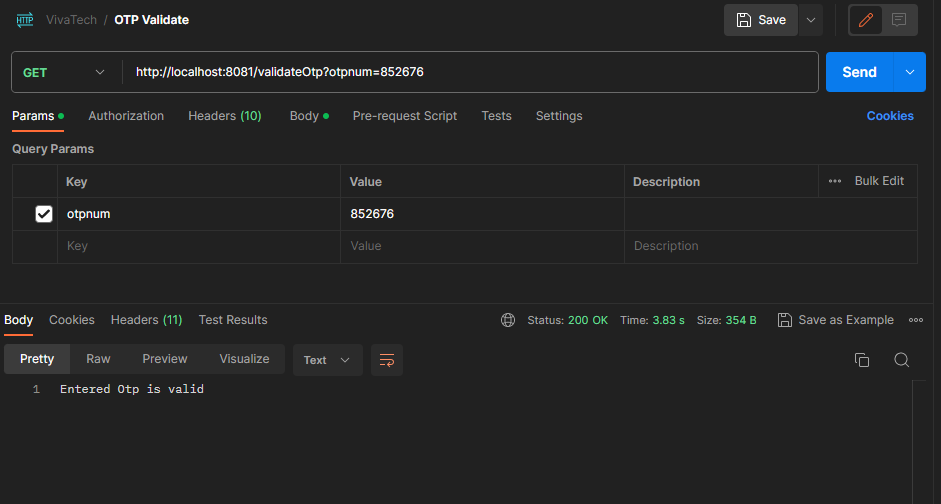 HTTP VivaTech / OTP Validate Save
GET http://localhost:8081/validateOtp?otpnum=852676 Send
Params Authorization Headers (10) Body Pre-request Script Tests Settings Cookies
Query Params
Key Value Description Bulk Edit
otpnum 852676
Key Value Description
Body Cookies Headers (11) Test Results Status: 200 OK Time: 3.83 s Size: 354 B Save as Example
Pretty Raw Preview Visualize Text
1 Entered Otp is valid